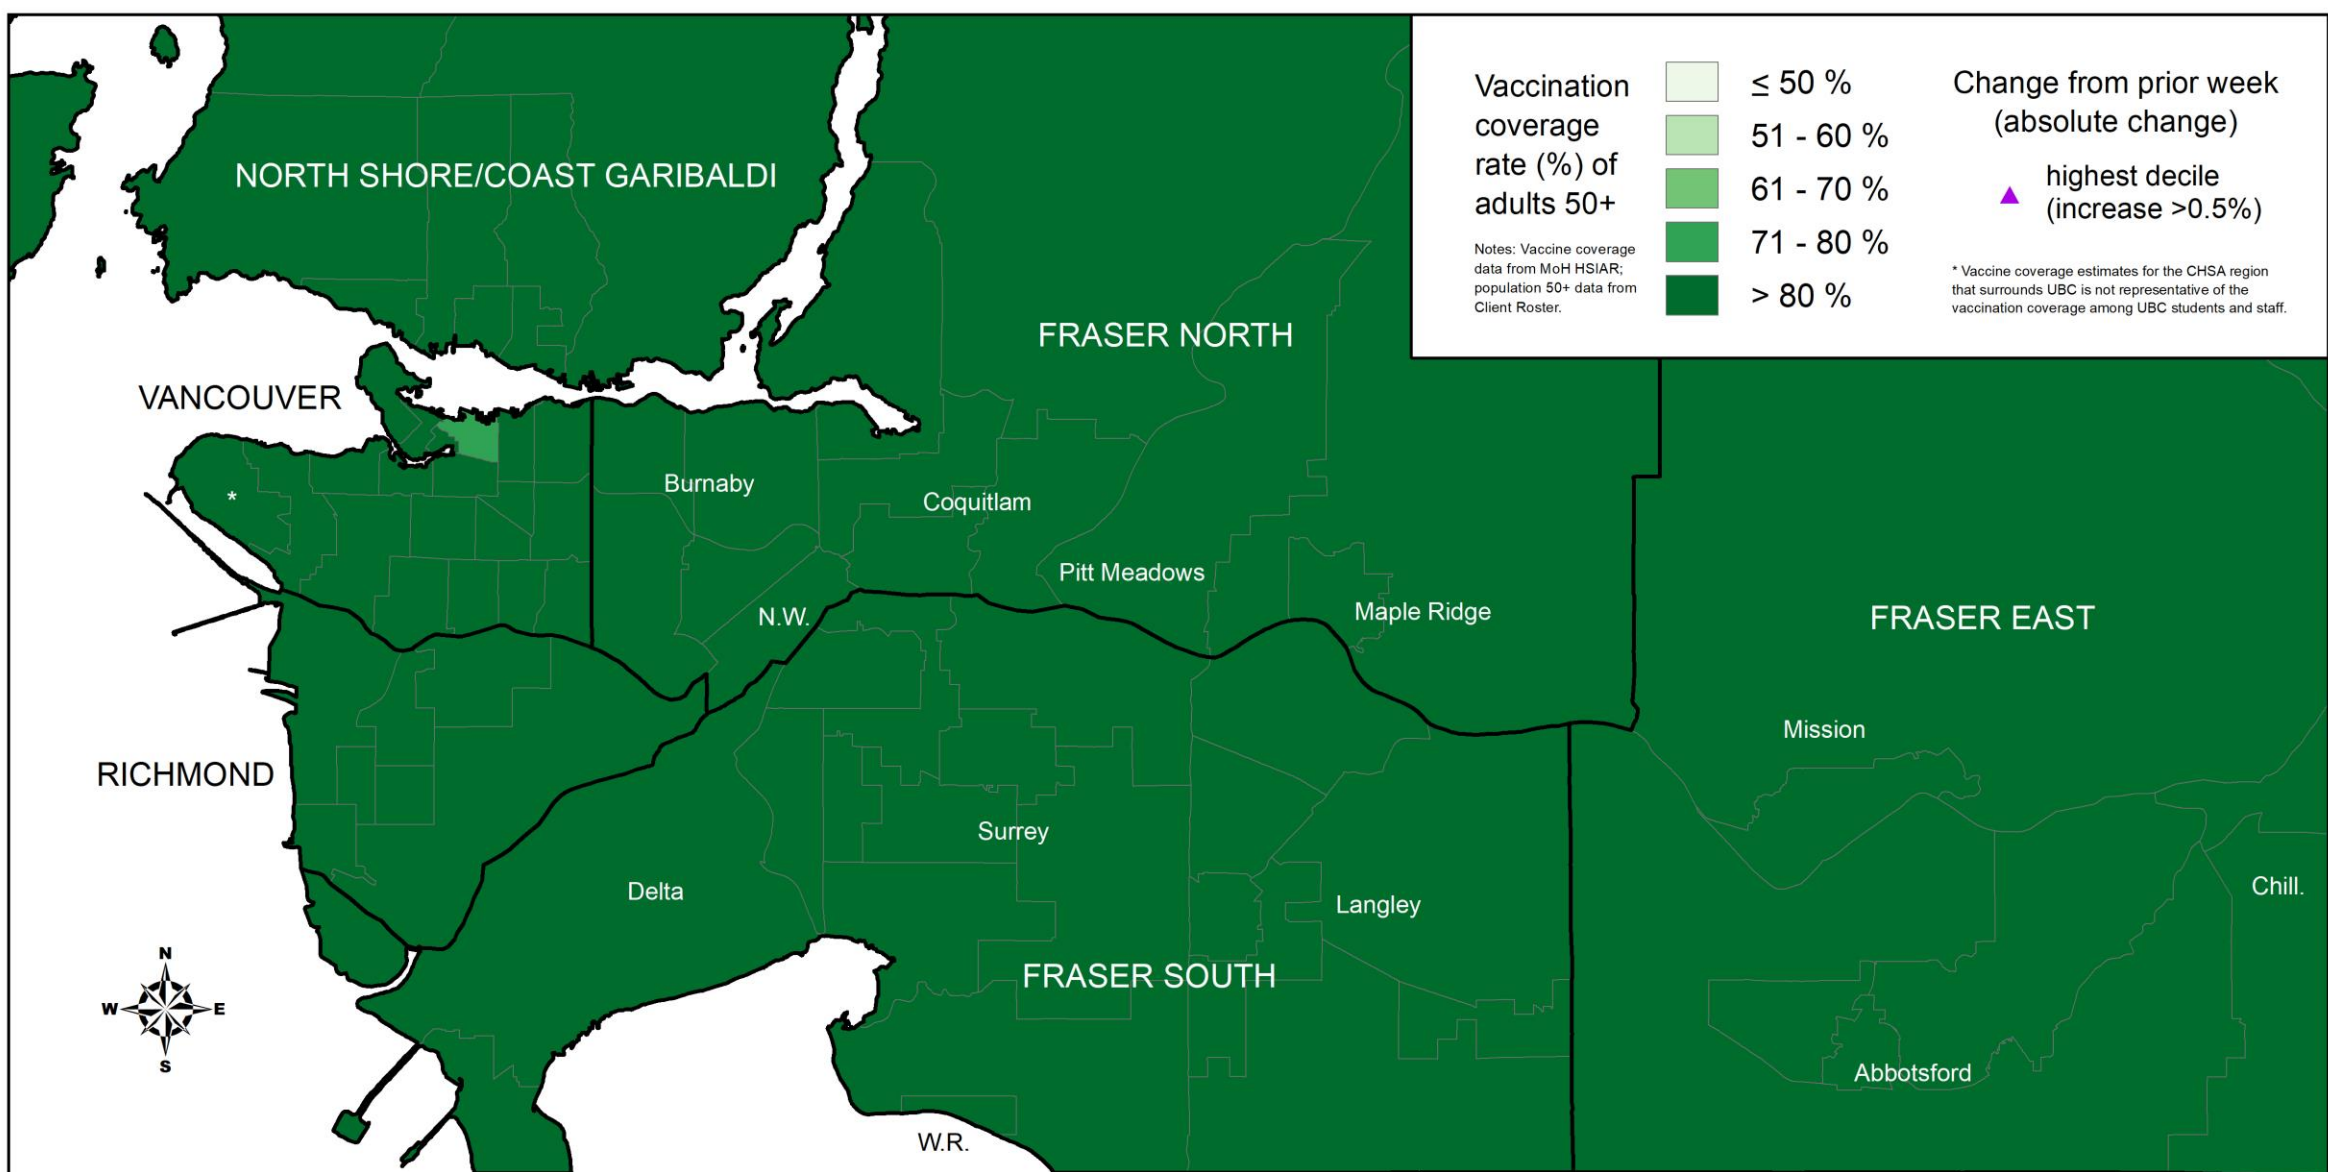 Vaccination
coverage
rate (%) of
adults 50+
Notes: Vaccine coverage
data from MoH HSIAR;
population 50+ data from
Client Roster.
≤ 50 %
51 - 60 %
61 - 70 %
71 - 80 %
> 80 %
Change from prior week
(absolute change)
highest decile
(increase >0.5%)
* Vaccine coverage estimates for the CHSA region
that surrounds UBC is not representative of the
vaccination coverage among UBC students and staff.
NORTH SHORE/COAST GARIBALDI
FRASER NORTH
VANCOUVER
Burnaby
*
Coquitlam
Pitt Meadows
Maple Ridge
N.W.
FRASER EAST
Mission
RICHMOND
Surrey
Delta
Langley
Chill.
FRASER SOUTH
Abbotsford
W.R.
N
W
E
S